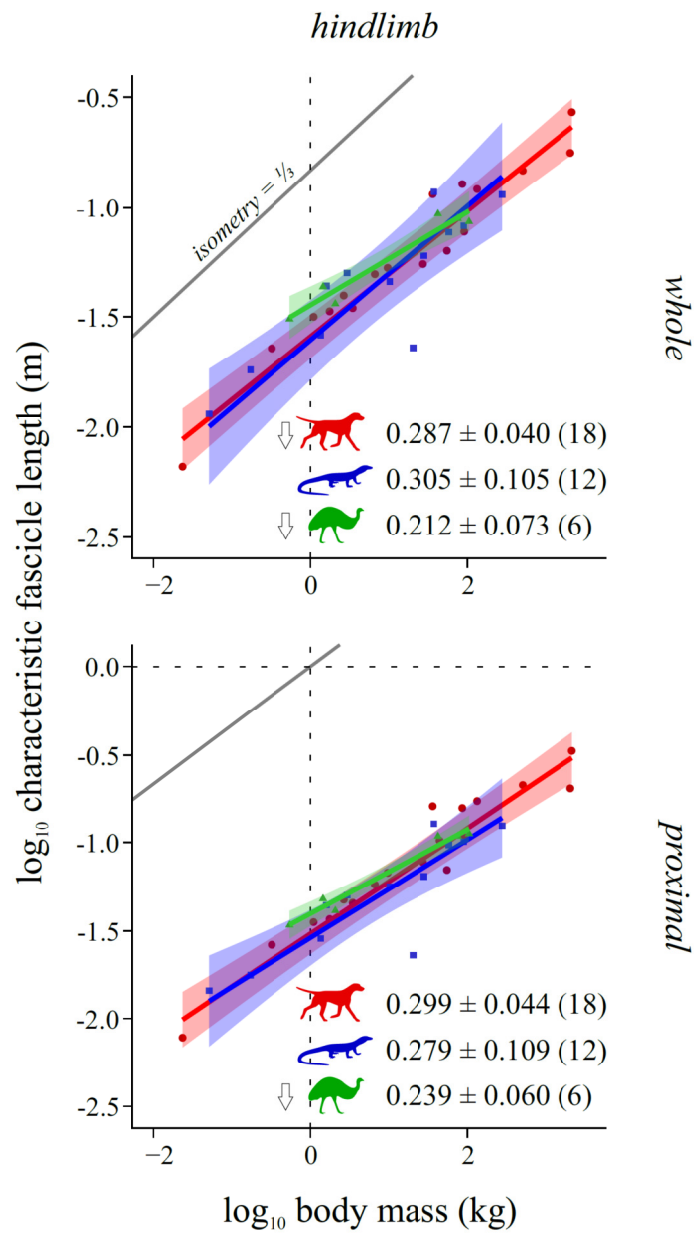 hindlimb
log₁₀ characteristic fascicle length (m)
-0.5
-1.0
-1.5
-2.0
-2.5
isometry = ⅓
0.287 ± 0.040 (18)
0.305 ± 0.105 (12)
0.212 ± 0.073 (6)
−2
0
2
whole
0.0
-0.5
-1.0
-1.5
-2.0
-2.5
0.299 ± 0.044 (18)
0.279 ± 0.109 (12)
0.239 ± 0.060 (6)
−2
0
2
proximal
log₁₀ body mass (kg)